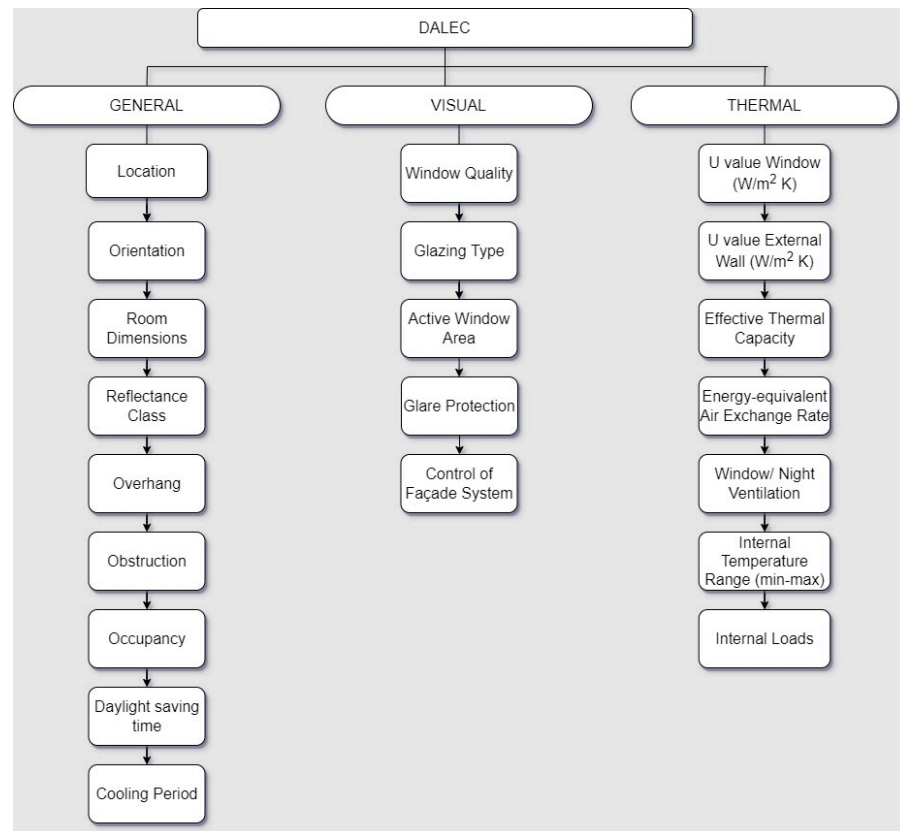 DALEC
GENERAL
VISUAL
THERMAL
Location
Orientation
Room
Dimensions
Reflectance
Class
Overhang
Obstruction
Occupancy
Daylight saving
time
Cooling Period
Window Quality
Glazing Type
Active Window
Area
Glare Protection
Control of
Façade System
U value Window
(W/m² K)
U value External
Wall (W/m² K)
Effective Thermal
Capacity
Energy-equivalent
Air Exchange Rate
Window/ Night
Ventilation
Internal
Temperature
Range (min-max)
Internal Loads